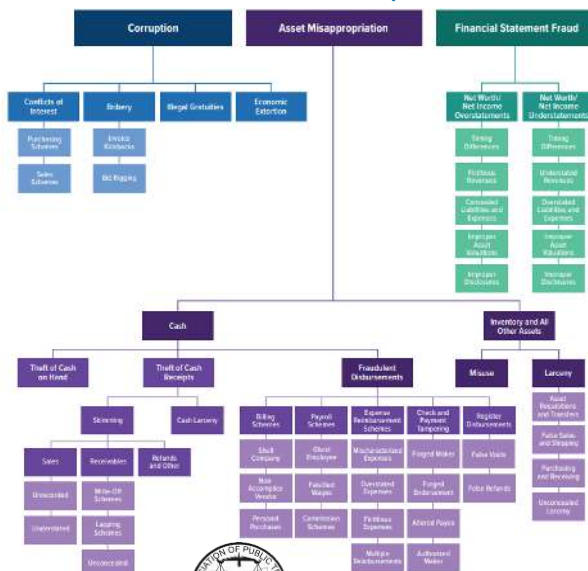 Corruption
Asset Misappropriation
Financial Statement Fraud
Conflicts of
Interest
Bribery
Illegal Gratuities
Economic
Extortion
Net Worth/
Net Income
Overstatements
Net Worth/
Net Income
Understatements
Purchasing
Schemes
Invoice
Kickbacks
Timing
Differences
Timing
Differences
Sales
Schemes
Bid Rigging
Fictitious
Revenues
Understated
Revenues
Concealed
Liabilities and
Expenses
Overstated
Liabilities and
Expenses
Improper
Asset
Valuations
Improper
Asset
Valuations
Improper
Disclosures
Improper
Disclosures
Cash
Inventory and All
Other Assets
Theft of Cash
on Hand
Theft of Cash
Receipts
Fraudulent
Disbursements
Misuse
Larceny
Skimming
Cash Larceny
Billing
Schemes
Payroll
Schemes
Expense
Reimbursement
Schemes
Check and
Payment
Tampering
Register
Disbursements
Asset
Requisitions
and Transfers
Sales
Receivables
Refunds
and Other
Shell
Company
Ghost
Employee
Mischaracterized
Expenses
Forged Maker
False Voids
False Sales
and Shipping
Unrecorded
Write-Off
Schemes
Non-
Accomplice
Vendor
Falsified
Wages
Overstated
Expenses
Forged
Endorsement
False Refunds
Purchasing
and Receiving
Understated
Lapping
Schemes
Personal
Purchases
Commission
Schemes
Fictitious
Expenses
Altered Payee
Unconcealed
Larceny
Unconcealed
Multiple
Reimbursements
Authorized
Maker
ATION OF PUBLIC T